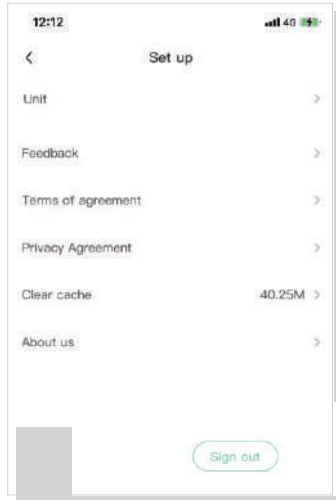 12:12 4G
Set up
Unit
Feedback
Terms of agreement
Privacy Agreement
Clear cache 40.25M
About us
Sign out